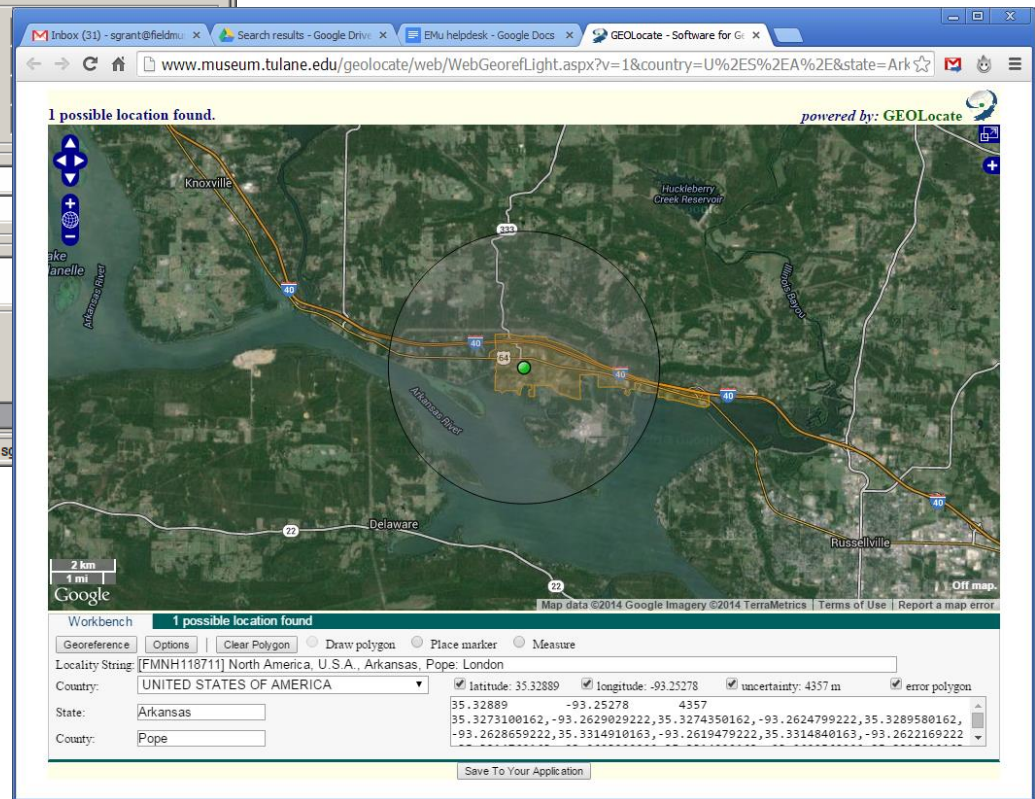 Inbox (31) - sgrant@fieldmu
Search results - Google Drive
EMu helpdesk - Google Docs
GEOLocate - Software for Ge
www.museum.tulane.edu/geolocate/web/WebGeorefLight.aspx?v=1&country=U%2ES%2EA%2E&state=Ark
1 possible location found.
powered by: GEOLocate
Knoxville
Huckleberry
Creek Reservoir
333
ake
anelle
Arkansas River
Illinois Bayou
40
40
64
40
40
Arkansas River
40
22
Delaware
Russellville
22
2 km
1 mi
Google
Off map.
Map data ©2014 Google Imagery ©2014 TerraMetrics | Terms of Use | Report a map error
Workbench
1 possible location found
Georeference
Options
|
Clear Polygon
Draw polygon
Place marker
Measure
Locality String: [FMNH118711] North America, U.S.A., Arkansas, Pope: London
Country: UNITED STATES OF AMERICA
latitude: 35.32889
longitude: -93.25278
uncertainty: 4357 m
error polygon
State: Arkansas
County: Pope
35.32889 -93.25278 4357
35.3273100162,-93.2629029222,35.3274350162,-93.2624799222,35.3289580162,
-93.2628659222,35.3314910163,-93.2619479222,35.3314840163,-93.2622169222
Save To Your Application